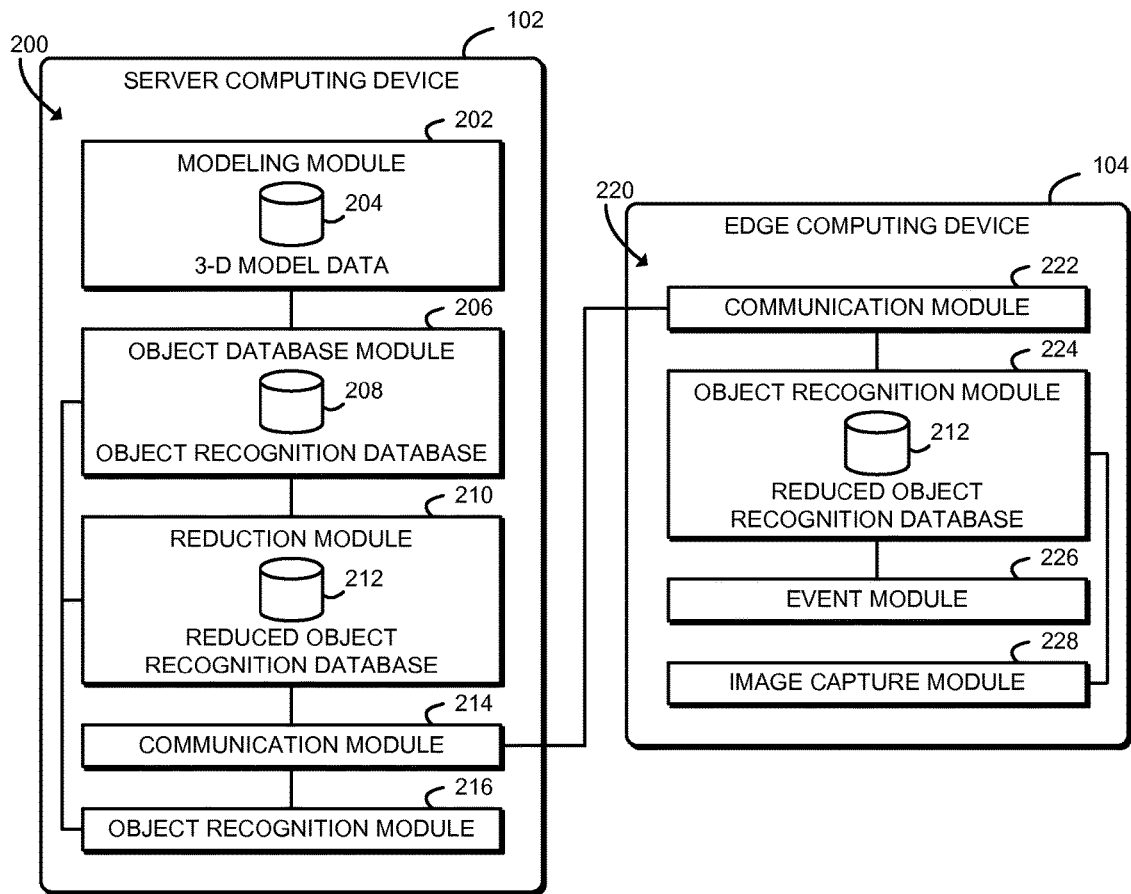 102
200
SERVER COMPUTING DEVICE
202
MODELING MODULE
204
3-D MODEL DATA
206
OBJECT DATABASE MODULE
208
OBJECT RECOGNITION DATABASE
210
REDUCTION MODULE
212
REDUCED OBJECT
RECOGNITION DATABASE
214
COMMUNICATION MODULE
216
OBJECT RECOGNITION MODULE
104
220
EDGE COMPUTING DEVICE
222
COMMUNICATION MODULE
224
OBJECT RECOGNITION MODULE
212
REDUCED OBJECT
RECOGNITION DATABASE
226
EVENT MODULE
228
IMAGE CAPTURE MODULE